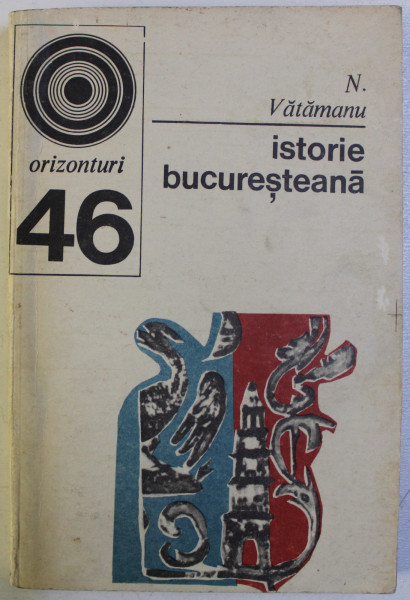 orizonturi
46
N.
Vătămanu
istorie
bucureșteană